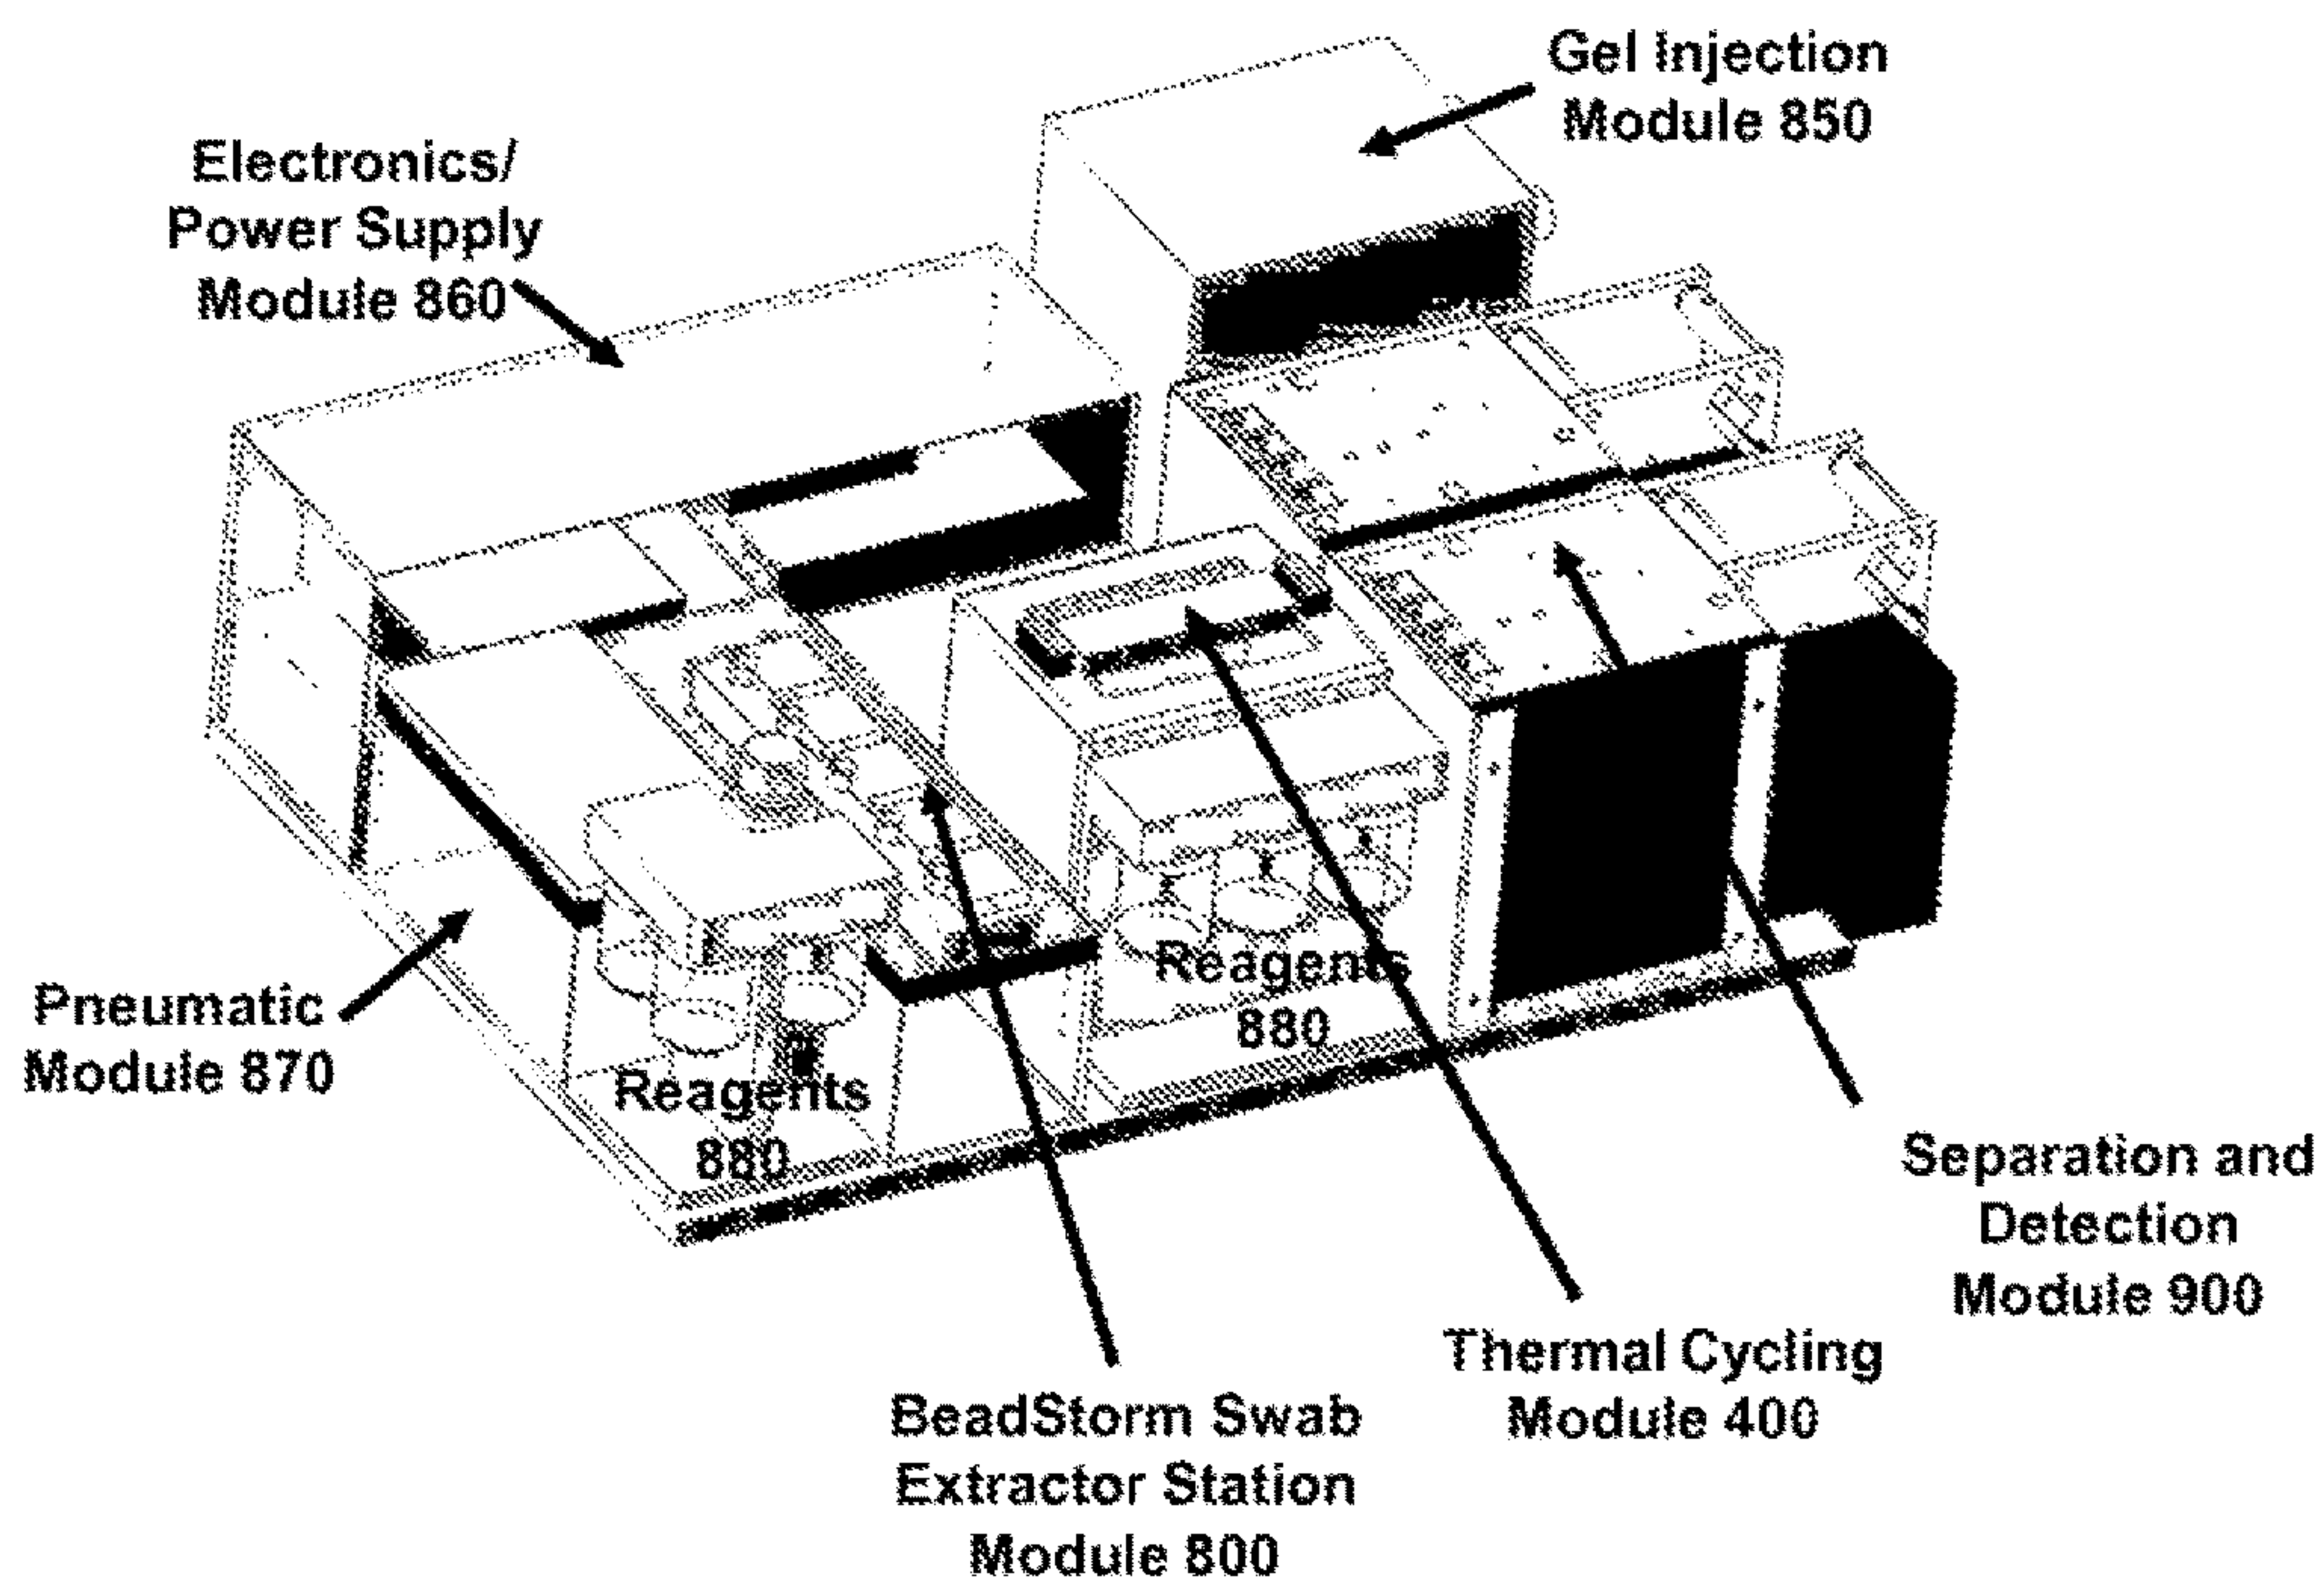 Gel Injection
Module 850
Electronics/
Power Supply
Module 860
Pneumatic
Module 870
Reagents
880
Reagents
880
Separation and
Detection
Module 900
Thermal Cycling
Module 400
BeadStorm Swab
Extractor Station
Module 800